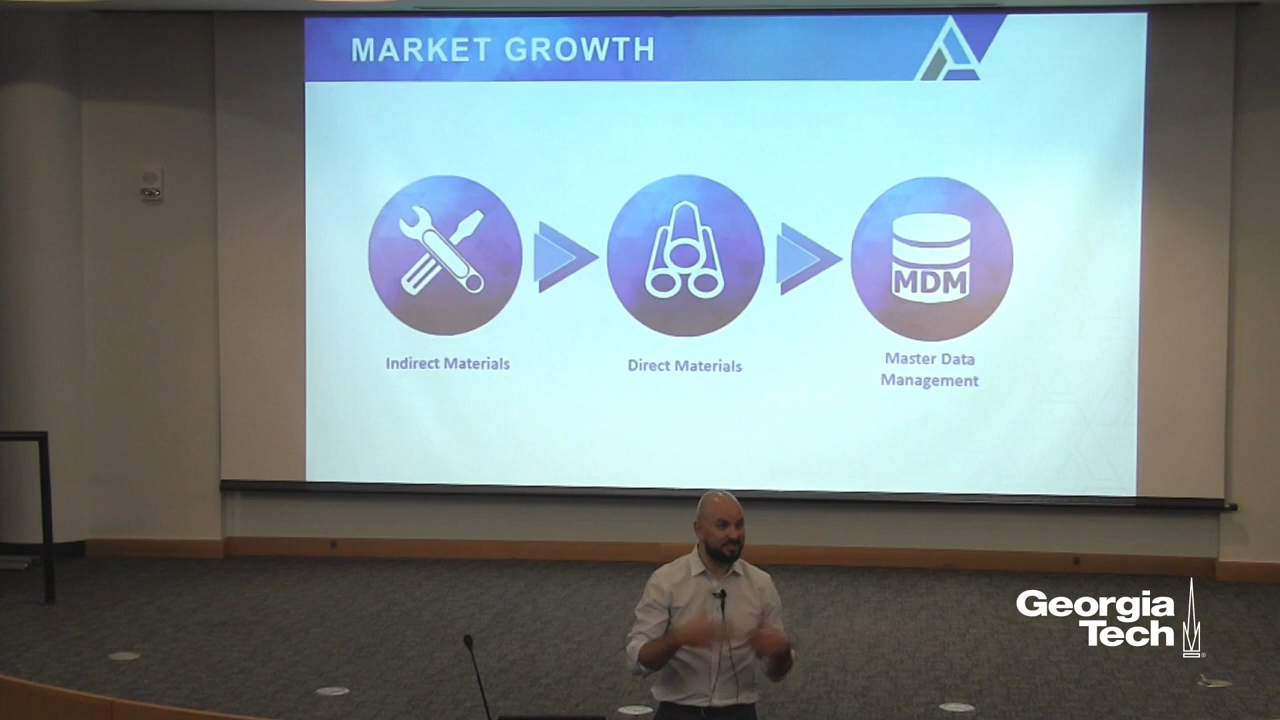 MARKET GROWTH
MDM
Indirect Materials
Direct Materials
Master Data
Management
Georgia
Tech